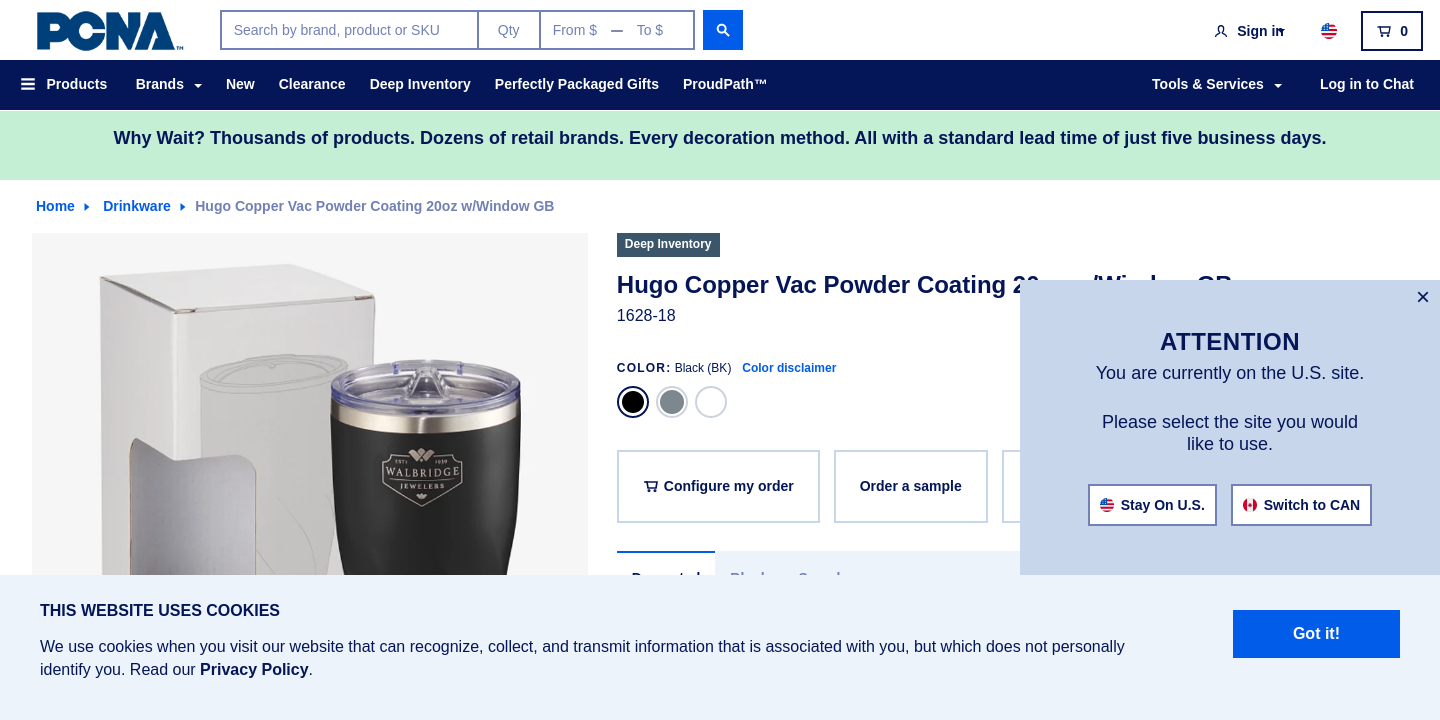 PCNA™
Search by brand, product or SKU
Qty
From $ — To $
Sign in
0
Products
Brands
New
Clearance
Deep Inventory
Perfectly Packaged Gifts
ProudPath™
Tools & Services
Log in to Chat
Why Wait? Thousands of products. Dozens of retail brands. Every decoration method. All with a standard lead time of just five business days.
Home
Drinkware
Hugo Copper Vac Powder Coating 20oz w/Window GB
Deep Inventory
Hugo Copper Vac Powder Coating
1628-18
COLOR: Black (BK) Color disclaimer
ESTD 1939
WALBRIDGE
JEWELERS
Configure my order
Order a sample
ATTENTION
You are currently on the U.S. site.
Please select the site you would
like to use.
Stay On U.S.
Switch to CAN
THIS WEBSITE USES COOKIES
We use cookies when you visit our website that can recognize, collect, and transmit information that is associated with you, but which does not personally
identify you. Read our Privacy Policy.
Got it!